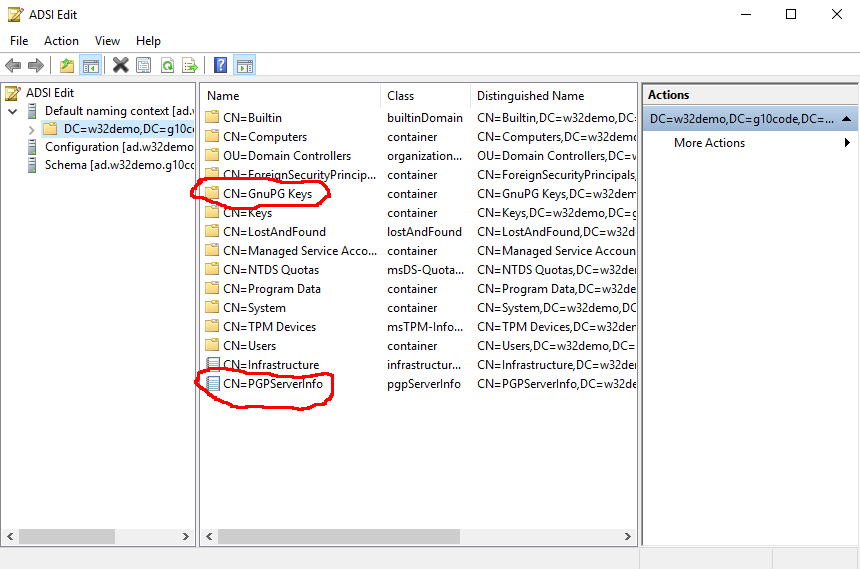 ADSI Edit
File Action View Help
ADSI Edit
Default naming context [ad.w
DC=w32demo,DC=g10co
Configuration [ad.w32demo
Schema [ad.w32demo.g10co
Name Class Distinguished Name
CN=Builtin builtinDomain CN=Builtin,DC=w32demo,DC
CN=Computers container CN=Computers,DC=w32demo
OU=Domain Controllers organization... OU=Domain Controllers,DC=
CN=ForeignSecurityPrincip... container CN=ForeignSecurityPrincipals,
CN=GnuPG Keys container CN=GnuPG Keys,DC=w32dem
CN=Keys container CN=Keys,DC=w32demo,DC=g
CN=LostAndFound lostAndFound CN=LostAndFound,DC=w32d
CN=Managed Service Acco... container CN=Managed Service Accoun
CN=NTDS Quotas msDS-Quota... CN=NTDS Quotas,DC=w32de
CN=Program Data container CN=Program Data,DC=w32de
CN=System container CN=System,DC=w32demo,DC
CN=TPM Devices msTPM-Info... CN=TPM Devices,DC=w32de
CN=Users container CN=Users,DC=w32demo,DC=
CN=Infrastructure infrastructur... CN=Infrastructure,DC=w32de
CN=PGPServerInfo pgpServerInfo CN=PGPServerInfo,DC=w32de
Actions
DC=w32demo,DC=g10code,DC=...
More Actions